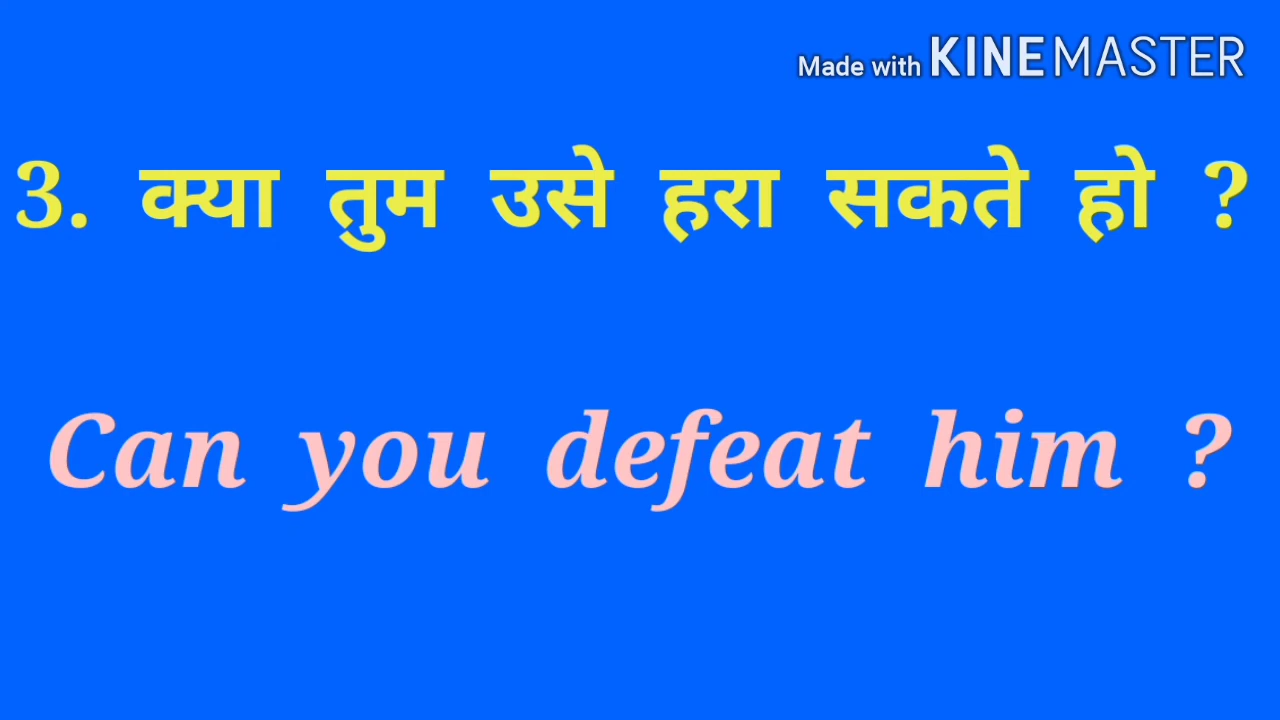 Made with KINEMASTER
3. क्या तुम उसे हरा सकते हो ?
Can you defeat him ?